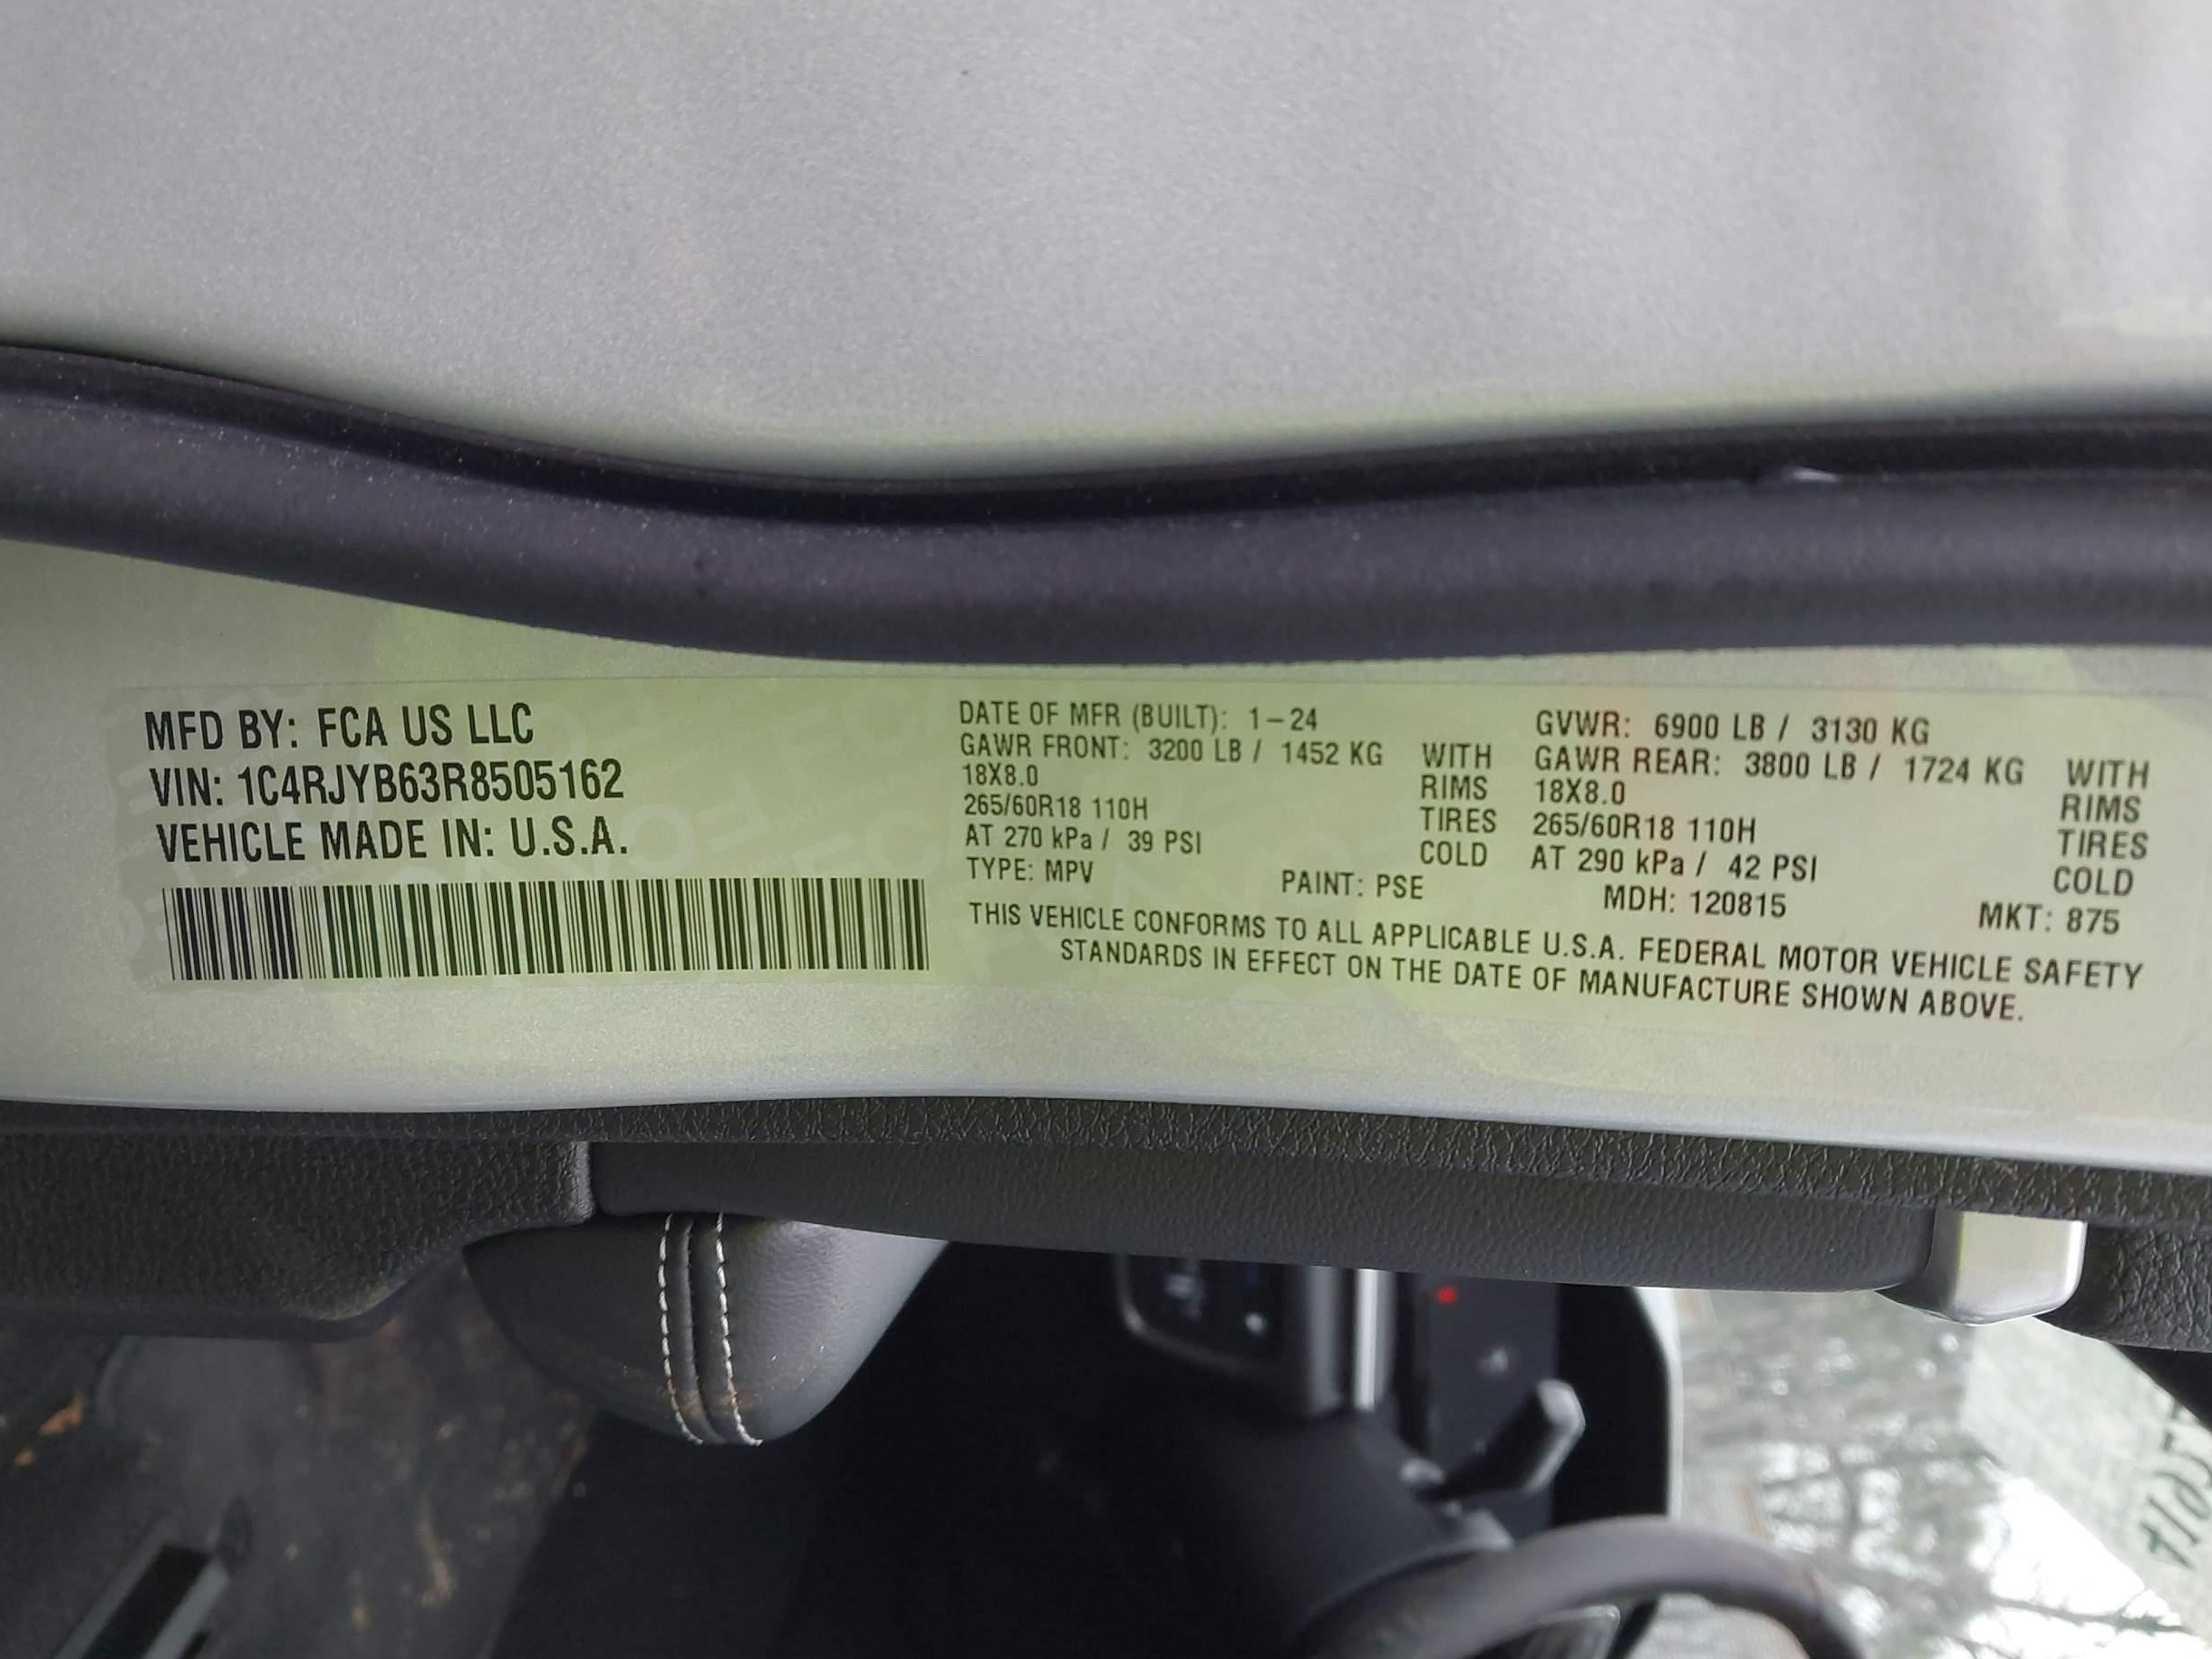 MFD BY: FCA US LLC
VIN: 1C4RJYB63R8505162
VEHICLE MADE IN: U.S.A.
DATE OF MFR (BUILT): 1-24
GVWR: 6900 LB / 3130 KG
GAWR FRONT: 3200 LB / 1452 KG WITH
18X8.0 RIMS
265/60R18 110H TIRES
AT 270 kPa / 39 PSI COLD
GAWR REAR: 3800 LB / 1724 KG WITH
18X8.0 RIMS
265/60R18 110H TIRES
AT 290 kPa / 42 PSI COLD
TYPE: MPV PAINT: PSE MDH: 120815 MKT: 875
THIS VEHICLE CONFORMS TO ALL APPLICABLE U.S.A. FEDERAL MOTOR VEHICLE SAFETY
STANDARDS IN EFFECT ON THE DATE OF MANUFACTURE SHOWN ABOVE.